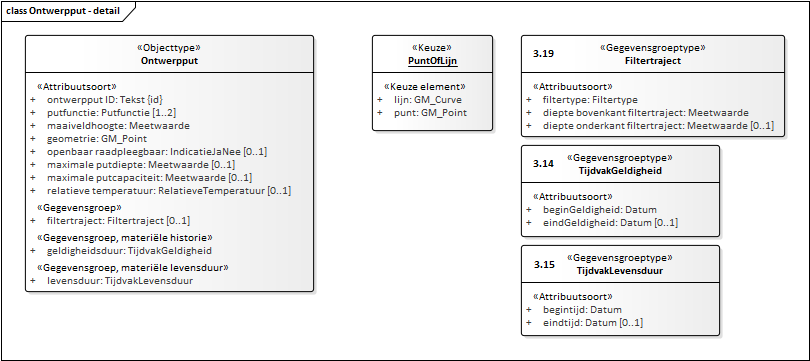 class Ontwerpput - detail
«Objecttype»
Ontwerpput
«Attribuutsoort»
+ ontwerpput ID: Tekst {id}
+ putfunctie: Putfunctie [1..2]
+ maaiveldhoogte: Meetwaarde
+ geometrie: GM_Point
+ openbaar raadpleegbaar: IndicatieJaNee [0..1]
+ maximale putdiepte: Meetwaarde [0..1]
+ maximale putcapaciteit: Meetwaarde [0..1]
+ relatieve temperatuur: RelatieveTemperatuur [0..1]
«Gegevensgroep»
+ filtertraject: Filtertraject [0..1]
«Gegevensgroep, materiële historie»
+ geldigheidsduur: TijdvakGeldigheid
«Gegevensgroep, materiële levensduur»
+ levensduur: TijdvakLevensduur
«Keuze»
PuntOfLijn
«Keuze element»
+ lijn: GM_Curve
+ punt: GM_Point
3.19 «Gegevensgroeptype»
Filtertraject
«Attribuutsoort»
+ filtertype: Filtertype
+ diepte bovenkant filtertraject: Meetwaarde
+ diepte onderkant filtertraject: Meetwaarde [0..1]
3.14 «Gegevensgroeptype»
TijdvakGeldigheid
«Attribuutsoort»
+ beginGeldigheid: Datum
+ eindGeldigheid: Datum [0..1]
3.15 «Gegevensgroeptype»
TijdvakLevensduur
«Attribuutsoort»
+ begintijd: Datum
+ eindtijd: Datum [0..1]